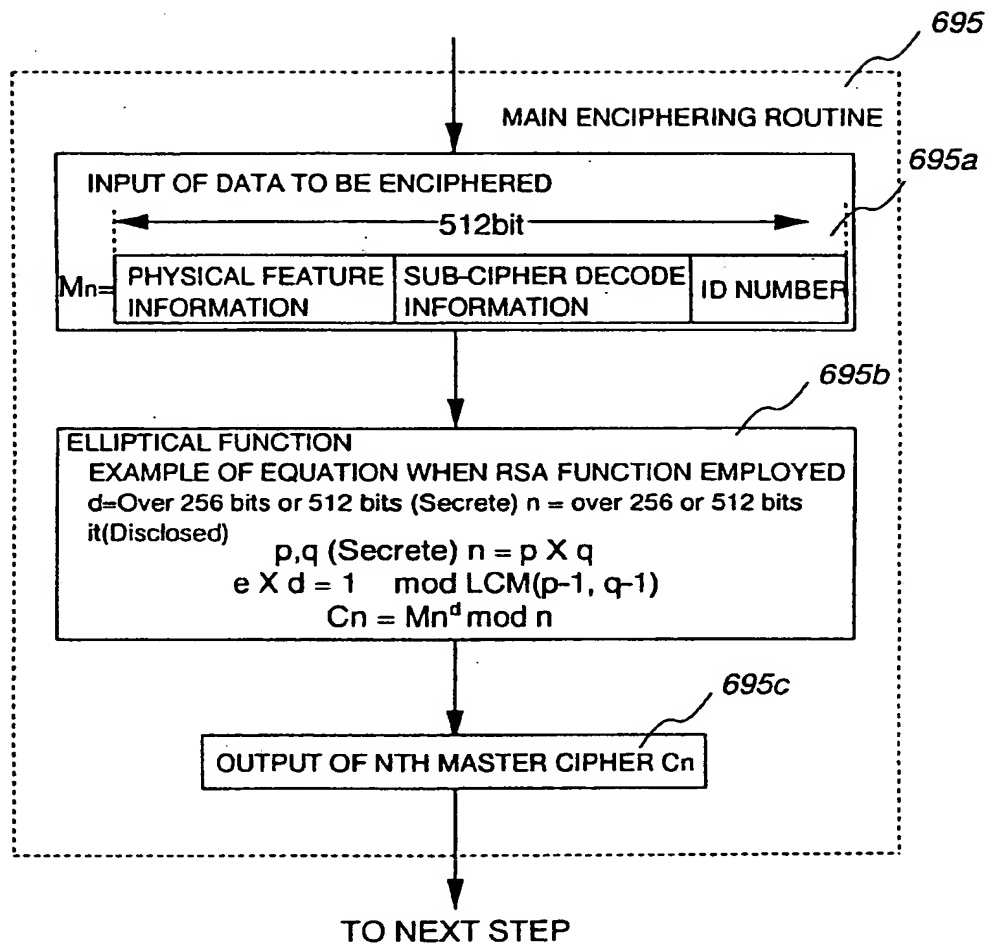 695
MAIN ENCIPHERING ROUTINE
695a
INPUT OF DATA TO BE ENCIPHERED
512bit
Mn=
PHYSICAL FEATURE INFORMATION
SUB-CIPHER DECODE INFORMATION
ID NUMBER
695b
ELLIPTICAL FUNCTION
EXAMPLE OF EQUATION WHEN RSA FUNCTION EMPLOYED
d=Over 256 bits or 512 bits (Secrete) n = over 256 or 512 bits
it(Disclosed)
p,q (Secrete) n = p X q
e X d = 1 mod LCM(p-1, q-1)
Cn = Mn^d mod n
695c
OUTPUT OF NTH MASTER CIPHER Cn
TO NEXT STEP